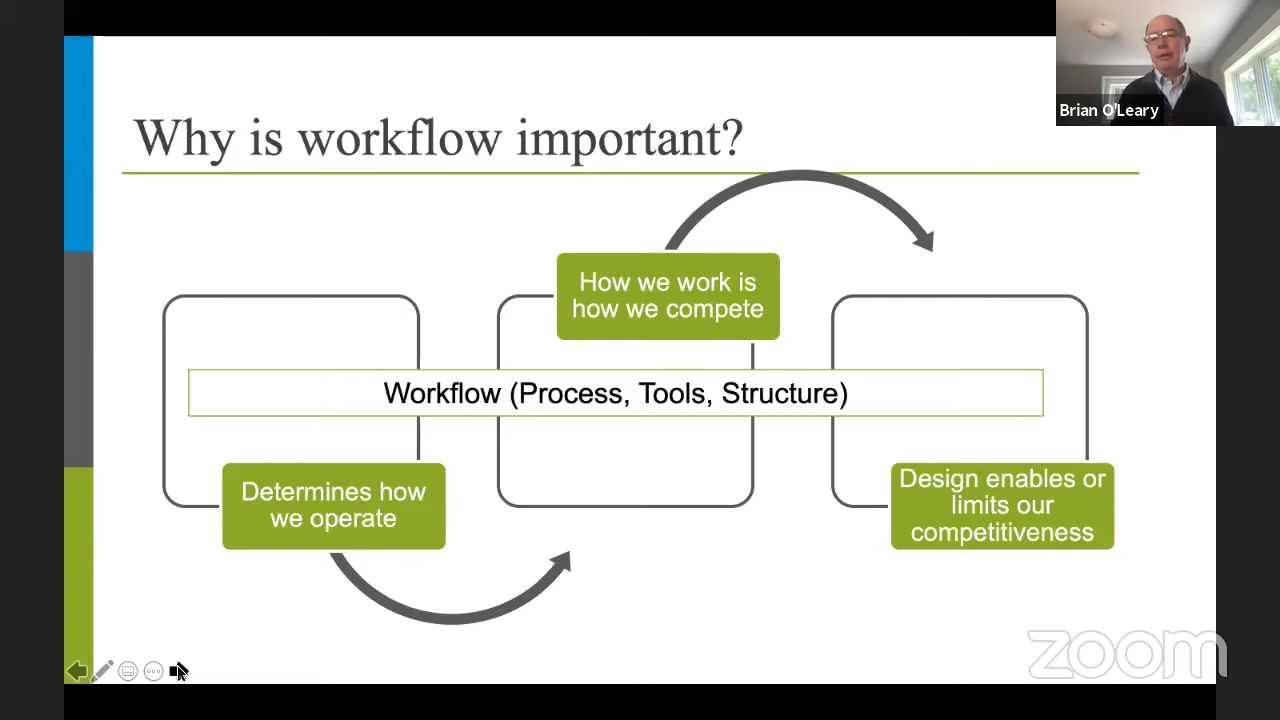 Brian O'Leary
Why is workflow important?
How we work is
how we compete
Workflow (Process, Tools, Structure)
Determines how
we operate
Design enables or
limits our
competitiveness
zoom